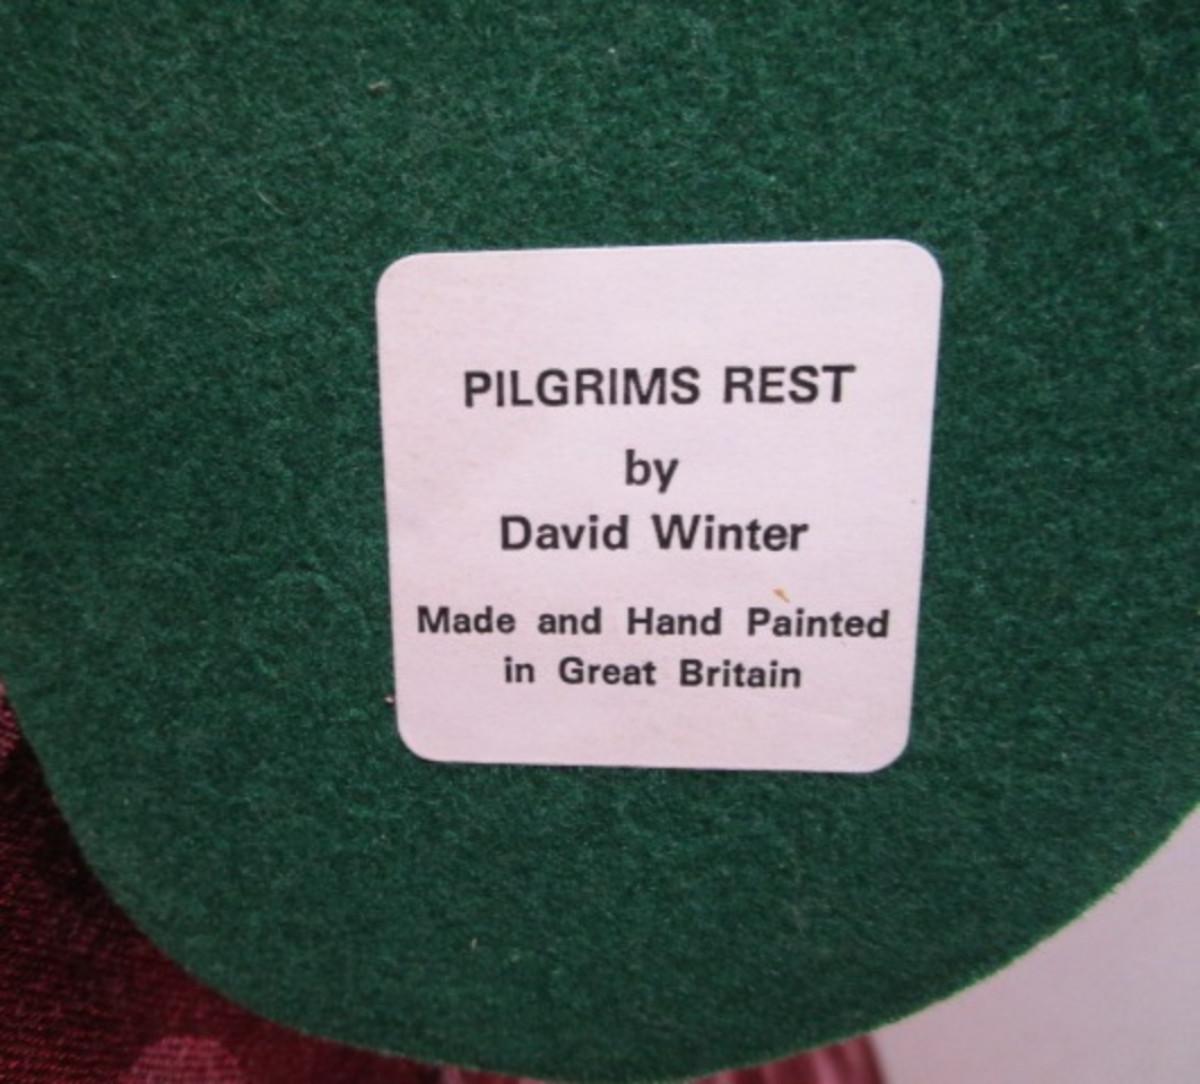 PILGRIMS REST
by
David Winter
Made and Hand Painted
in Great Britain